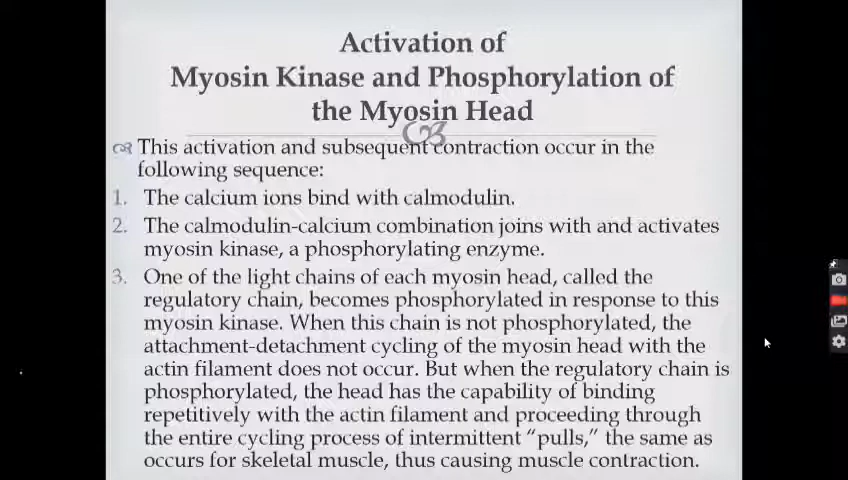 Activation of
Myosin Kinase and Phosphorylation of
the Myosin Head
This activation and subsequent contraction occur in the
following sequence:
1. The calcium ions bind with calmodulin.
2. The calmodulin-calcium combination joins with and activates
myosin kinase, a phosphorylating enzyme.
3. One of the light chains of each myosin head, called the
regulatory chain, becomes phosphorylated in response to this
myosin kinase. When this chain is not phosphorylated, the
attachment-detachment cycling of the myosin head with the
actin filament does not occur. But when the regulatory chain is
phosphorylated, the head has the capability of binding
repetitively with the actin filament and proceeding through
the entire cycling process of intermittent “pulls,” the same as
occurs for skeletal muscle, thus causing muscle contraction.